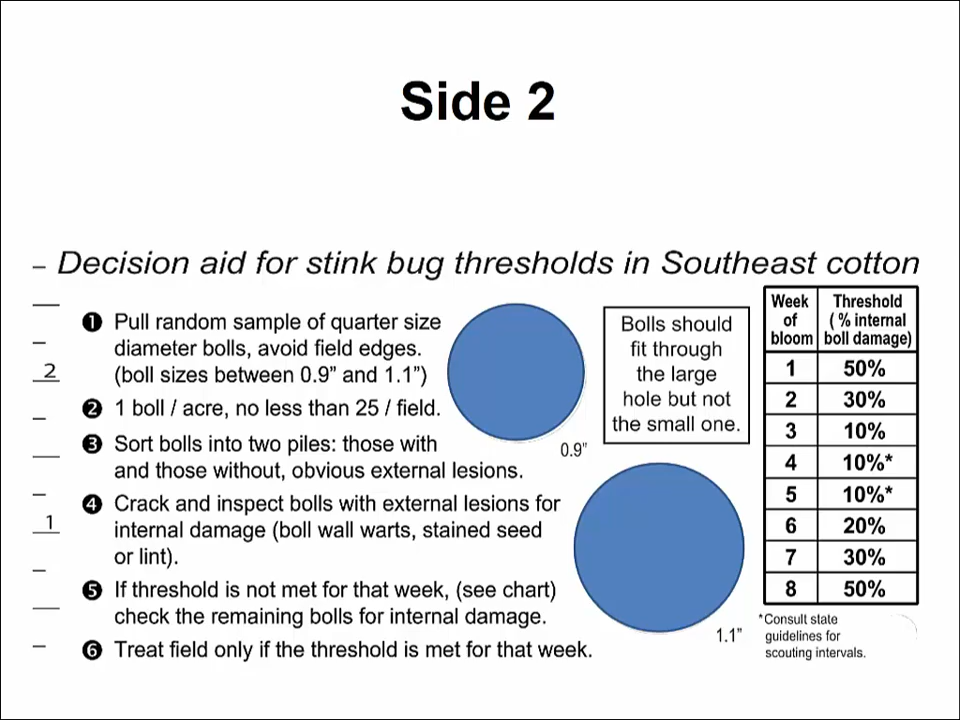 Side 2
Decision aid for stink bug thresholds in Southeast cotton
2
1
❶ Pull random sample of quarter size
diameter bolls, avoid field edges.
(boll sizes between 0.9” and 1.1”)
❷ 1 boll / acre, no less than 25 / field.
❸ Sort bolls into two piles: those with
and those without, obvious external lesions.
❹ Crack and inspect bolls with external lesions for
internal damage (boll wall warts, stained seed
or lint).
❺ If threshold is not met for that week, (see chart)
check the remaining bolls for internal damage.
❻ Treat field only if the threshold is met for that week.
0.9”
1.1”
Bolls should
fit through
the large
hole but not
the small one.
Week of bloom Threshold ( % internal boll damage)
1 50%
2 30%
3 10%
4 10%*
5 10%*
6 20%
7 30%
8 50%
*Consult state
guidelines for
scouting intervals.